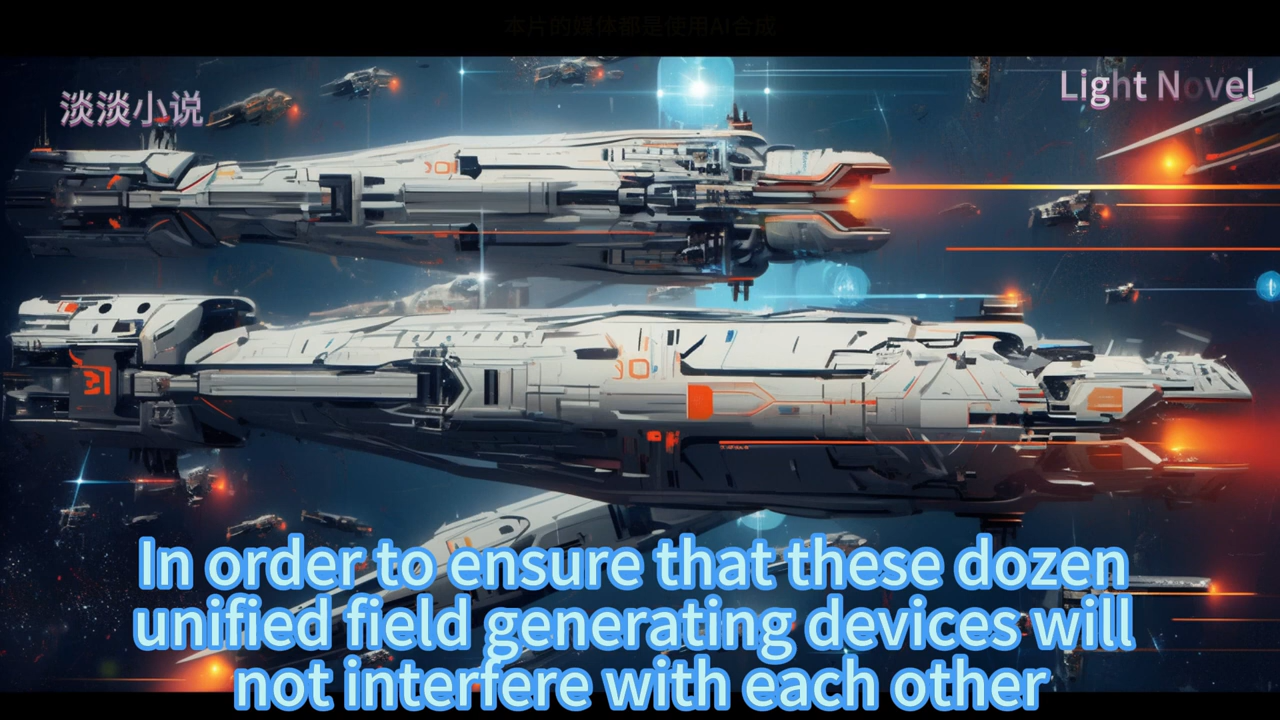 本片的媒体都是使用AI合成
淡淡小说
Light Novel
In order to ensure that these dozen
unified field generating devices will
not interfere with each other